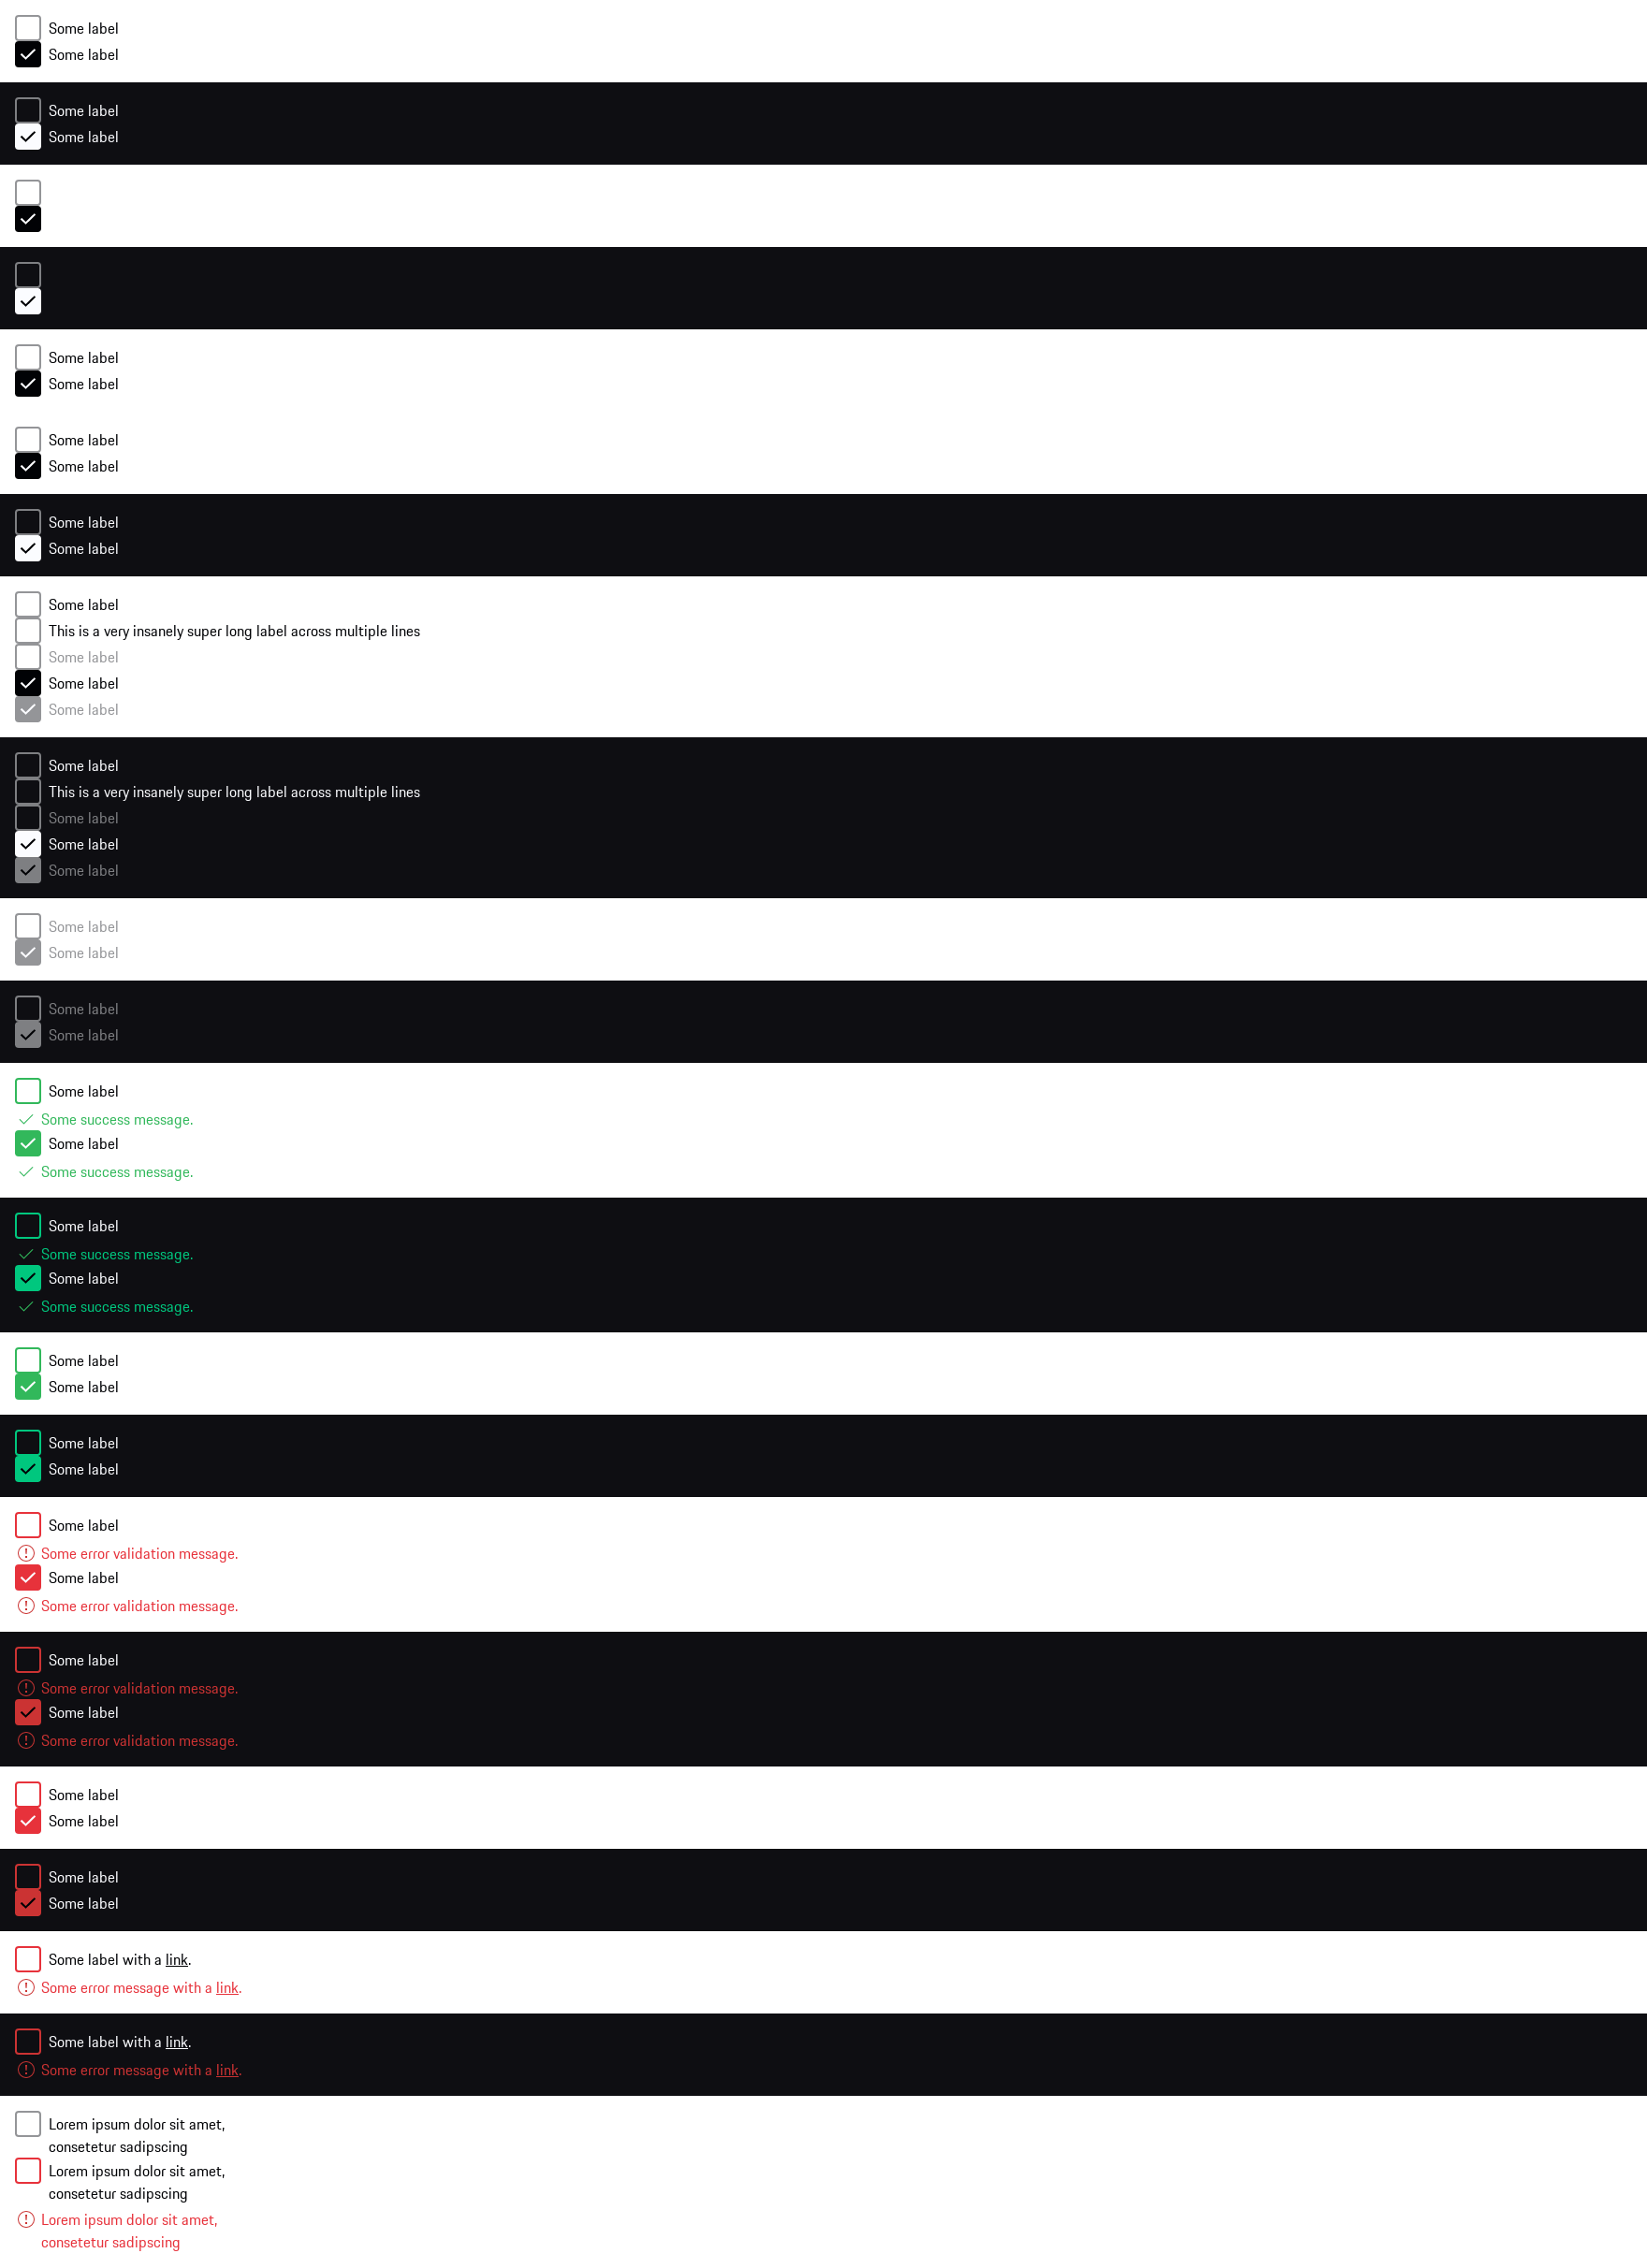 Some label
Some label
Some label
Some label
Some label
Some label
Some label
Some label
Some label
Some label
Some label
This is a very insanely super long label across multiple lines
Some label
Some label
Some label
Some label
This is a very insanely super long label across multiple lines
Some label
Some label
Some label
Some label
Some label
Some label
Some label
Some label
Some success message.
Some label
Some success message.
Some label
Some success message.
Some label
Some success message.
Some label
Some label
Some label
Some label
Some label
Some error validation message.
Some label
Some error validation message.
Some label
Some error validation message.
Some label
Some error validation message.
Some label
Some label
Some label
Some label
Some label with a link.
Some error message with a link.
Some label with a link.
Some error message with a link.
Lorem ipsum dolor sit amet,
consetetur sadipscing
Lorem ipsum dolor sit amet,
consetetur sadipscing
Lorem ipsum dolor sit amet,
consetetur sadipscing